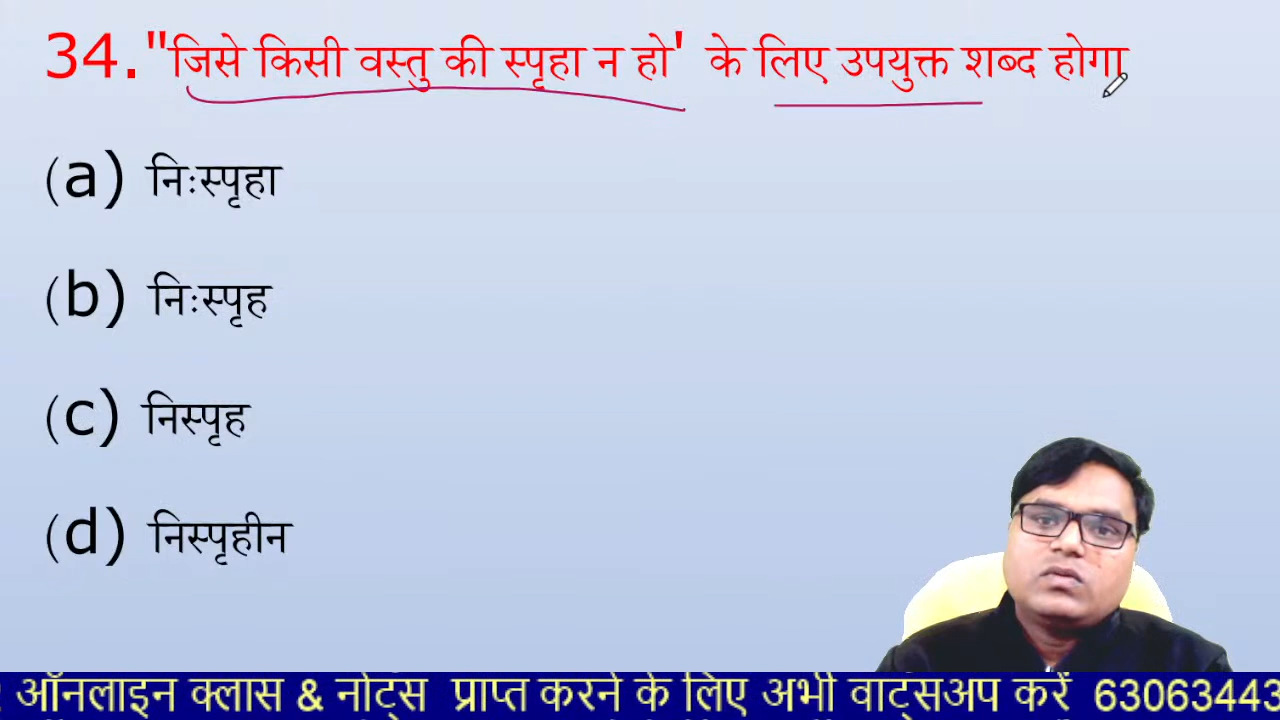 34."जिसे किसी वस्तु की स्पृहा न हो' के लिए उपयुक्त शब्द होगा
(a) निःस्पृहा
(b) निःस्पृह
(c) निस्पृह
(d) निस्पृहीन
ऑनलाइन क्लास & नोट्स प्राप्त करने के लिए अभी वाट्सअप करें 63063443